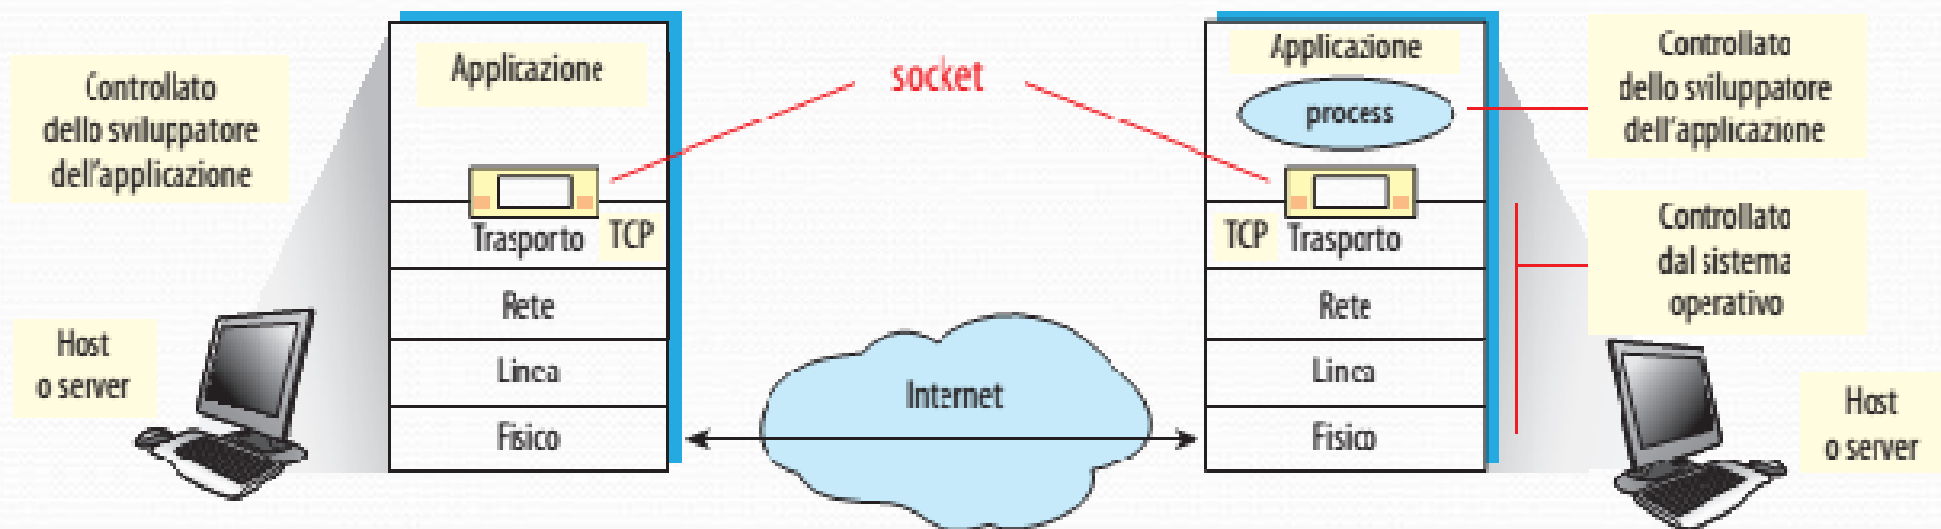 Controllato
dello sviluppatore
dell'applicazione
Host
o server
Applicazione
Trasporto
TCP
Rete
Linea
Fisico
socket
Internet
Applicazione
process
TCP
Trasporto
Rete
Linea
Fisico
Controllato
dello sviluppatore
dell'applicazione
Controllato
dal sistema
operativo
Host
o server